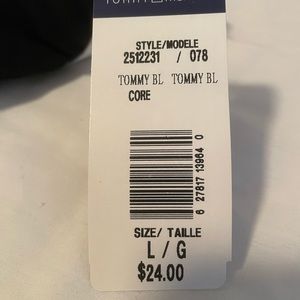 STYLE/MODELE
2512231 / 078
TOMMY BL TOMMY BL
CORE
6 27817 13964 0
SIZE/ TAILLE
L / G
$24.00